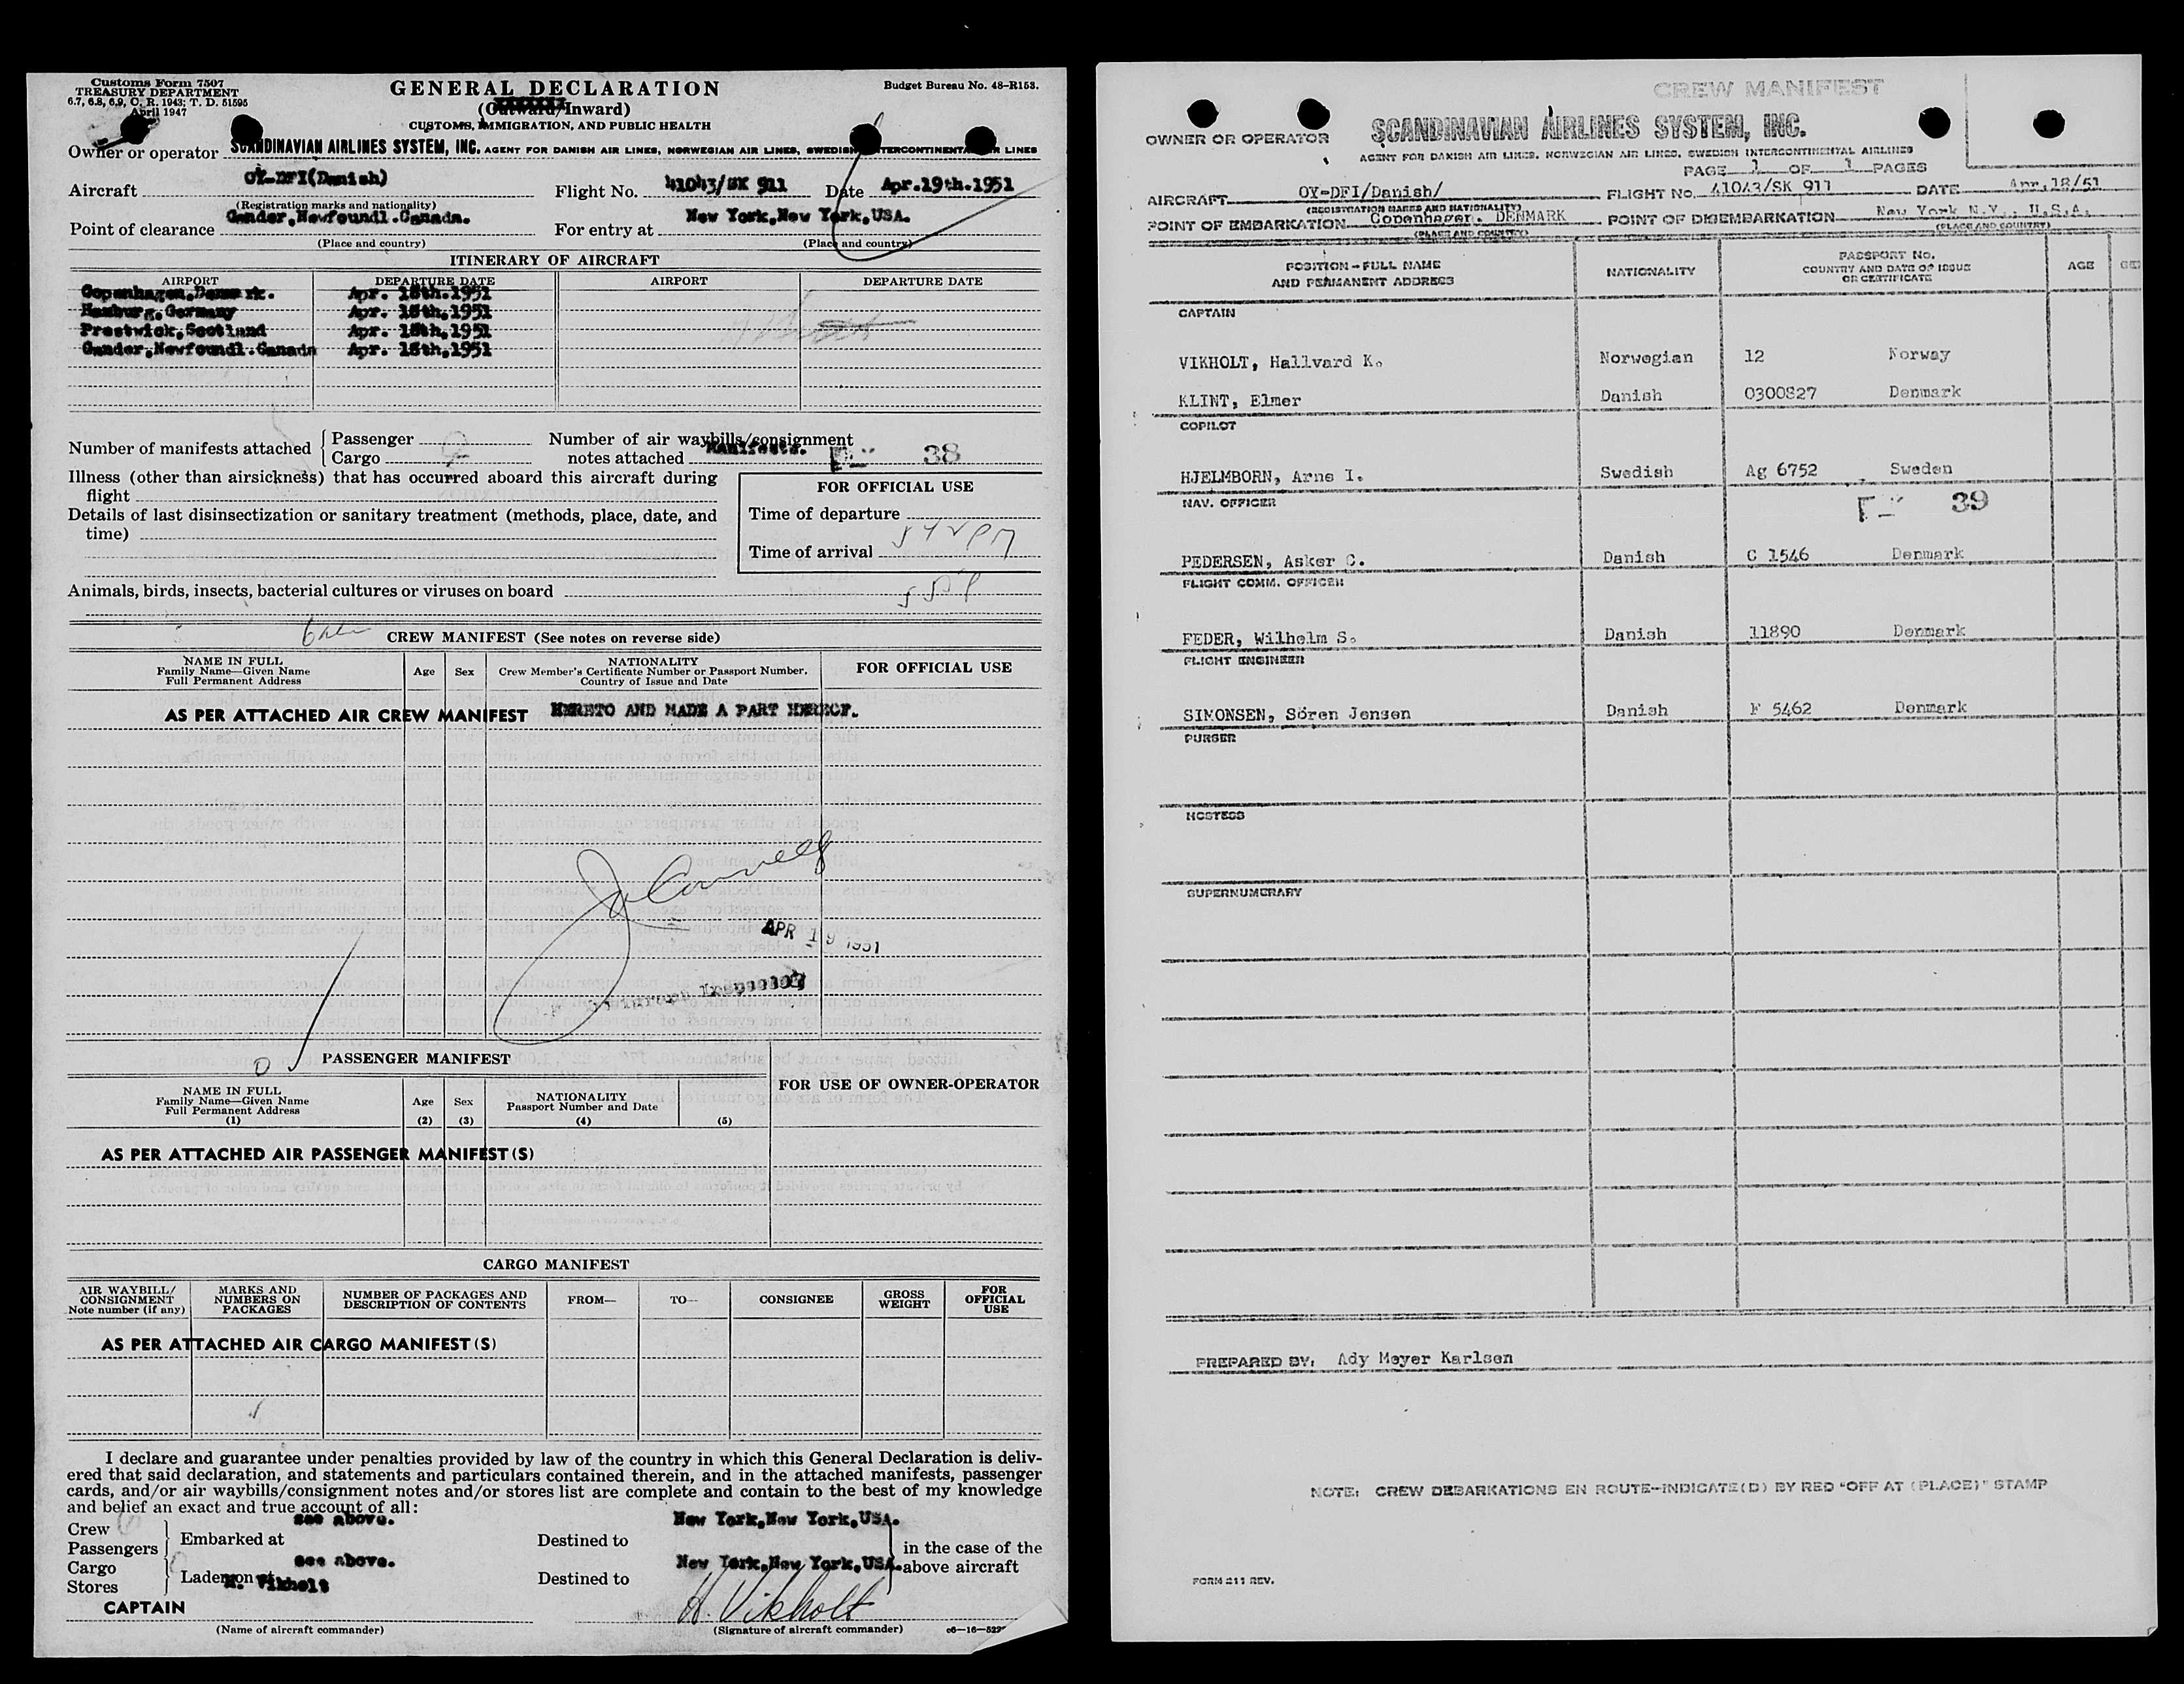 Customs Form 7507
TREASURY DEPARTMENT
6.7, 6.8, 6.9, C. R. 1943; T. D. 51595
April 1947
GENERAL DECLARATION
(Outward/Inward)
CUSTOMS, IMMIGRATION, AND PUBLIC HEALTH
Budget Bureau No. 48-R153.
Owner or operator SCANDINAVIAN AIRLINES SYSTEM, INC. AGENT FOR DANISH AIR LINES, NORWEGIAN AIR LINES, SWEDISH INTERCONTINENTAL AIR LINES
Aircraft OY-DFI(Danish) Flight No. 41043/SK 911 Date Apr.19th.1951
(Registration marks and nationality)
Point of clearance Gander,Newfoundl.Canada. For entry at New York,New York,USA.
(Place and country) (Place and country)
ITINERARY OF AIRCRAFT
AIRPORT DEPARTURE DATE AIRPORT DEPARTURE DATE
Copenhagen,Denmark. Apr. 18th.1951
Hamburg,Germany Apr. 18th,1951
Prestwick,Scotland Apr. 18th,1951
Gander,Newfoundl.Canada Apr. 18th,1951
Number of manifests attached { Passenger
Cargo
Number of air waybills/consignment
notes attached Manifests. 38
Illness (other than airsickness) that has occurred aboard this aircraft during
flight
Details of last disinsectization or sanitary treatment (methods, place, date, and
time)
FOR OFFICIAL USE
Time of departure
Time of arrival 542 PM
Animals, birds, insects, bacterial cultures or viruses on board
CREW MANIFEST (See notes on reverse side)
NAME IN FULL
Family Name—Given Name
Full Permanent Address
Age Sex
NATIONALITY
Crew Member's Certificate Number or Passport Number,
Country of Issue and Date
FOR OFFICIAL USE
AS PER ATTACHED AIR CREW MANIFEST HERETO AND MADE A PART HEREOF.
APR 19 1951
Inspector
0 PASSENGER MANIFEST
FOR USE OF OWNER-OPERATOR
NAME IN FULL
Family Name—Given Name
Full Permanent Address
(1)
Age
(2)
Sex
(3)
NATIONALITY
Passport Number and Date
(4)
(5)
AS PER ATTACHED AIR PASSENGER MANIFEST(S)
CARGO MANIFEST
AIR WAYBILL/
CONSIGNMENT
Note number (if any)
MARKS AND
NUMBERS ON
PACKAGES
NUMBER OF PACKAGES AND
DESCRIPTION OF CONTENTS
FROM—
TO—
CONSIGNEE
GROSS
WEIGHT
FOR
OFFICIAL
USE
AS PER ATTACHED AIR CARGO MANIFEST(S)
I declare and guarantee under penalties provided by law of the country in which this General Declaration is deliv-
ered that said declaration, and statements and particulars contained therein, and in the attached manifests, passenger
cards, and/or air waybills/consignment notes and/or stores list are complete and contain to the best of my knowledge
and belief an exact and true account of all:
Crew
Passengers
Cargo
Stores
see above.
Embarked at
see above.
Laden on at
H. Vikholt
New York,New York,USA.
Destined to
New York,New York,USA.
Destined to
in the case of the
above aircraft
CAPTAIN
H. Vikholt
(Name of aircraft commander)
(Signature of aircraft commander)
CREW MANIFEST
OWNER OR OPERATOR SCANDINAVIAN AIRLINES SYSTEM, INC.
AGENT FOR DANISH AIR LINES, NORWEGIAN AIR LINES, SWEDISH INTERCONTINENTAL AIRLINES
PAGE 1 OF 1 PAGES
AIRCRAFT OY-DFI/Danish/ FLIGHT NO. 41043/SK 911 DATE Apr.18/51
(REGISTRATION MARKS AND NATIONALITY)
POINT OF EMBARKATION Copenhagen. DENMARK POINT OF DISEMBARKATION New York N.Y., U.S.A.
(PLACE AND COUNTRY) (PLACE AND COUNTRY)
POSITION - FULL NAME
AND PERMANENT ADDRESS
NATIONALITY
PASSPORT NO.
COUNTRY AND DATE OF ISSUE
OR CERTIFICATE
AGE
CAPTAIN
VIKHOLT, Hallvard K. Norwegian 12 Norway
KLINT, Elmer Danish 0300827 Denmark
COPILOT
HJELMBORN, Arne I. Swedish Ag 6752 Sweden
NAV. OFFICER
39
PEDERSEN, Asker C. Danish C 1546 Denmark
FLIGHT COMM. OFFICER
FEDER, Wilhelm S. Danish 11890 Denmark
FLIGHT ENGINEER
SIMONSEN, Sören Jensen Danish F 5462 Denmark
PURSER
HOSTESS
SUPERNUMERARY
PREPARED BY: Ady Meyer Karlsen
NOTE: CREW DEBARKATIONS EN ROUTE-INDICATE(D) BY RED "OFF AT (PLACE)" STAMP
FORM 211 REV.